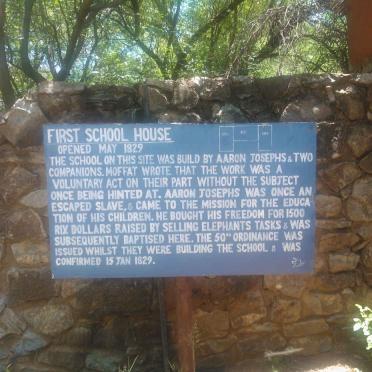 FIRST SCHOOL HOUSE
OPENED MAY 1829
THE SCHOOL ON THIS SITE WAS BUILD BY AARON JOSEPHS & TWO
COMPANIONS. MOFFAT WROTE THAT THE WORK WAS A
VOLUNTARY ACT ON THEIR PART WITHOUT THE SUBJECT
ONCE BEING HINTED AT. AARON JOSEPHS WAS ONCE AN
ESCAPED SLAVE, & CAME TO THE MISSION FOR THE EDUCA
TION OF HIS CHILDREN. HE BOUGHT HIS FREEDOM FOR 1500
RIX DOLLARS RAISED BY SELLING ELEPHANTS TASKS & WAS
SUBSEQUENTLY BAPTISED HERE. THE 50TH ORDINANCE WAS
ISSUED WHILST THEY WERE BUILDING THE SCHOOL & WAS
CONFIRMED 15 JAN 1829.